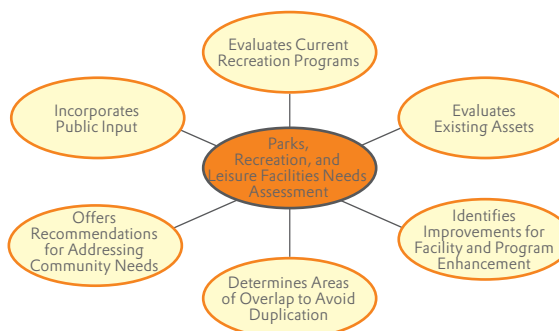 Evaluates Current
Recreation Programs
Incorporates
Public Input
Evaluates
Existing Assets
Parks,
Recreation, and
Leisure Facilities Needs
Assessment
Offers
Recommendations
for Addressing
Community Needs
Identifies
Improvements for
Facility and Program
Enhancement
Determines Areas
of Overlap to Avoid
Duplication